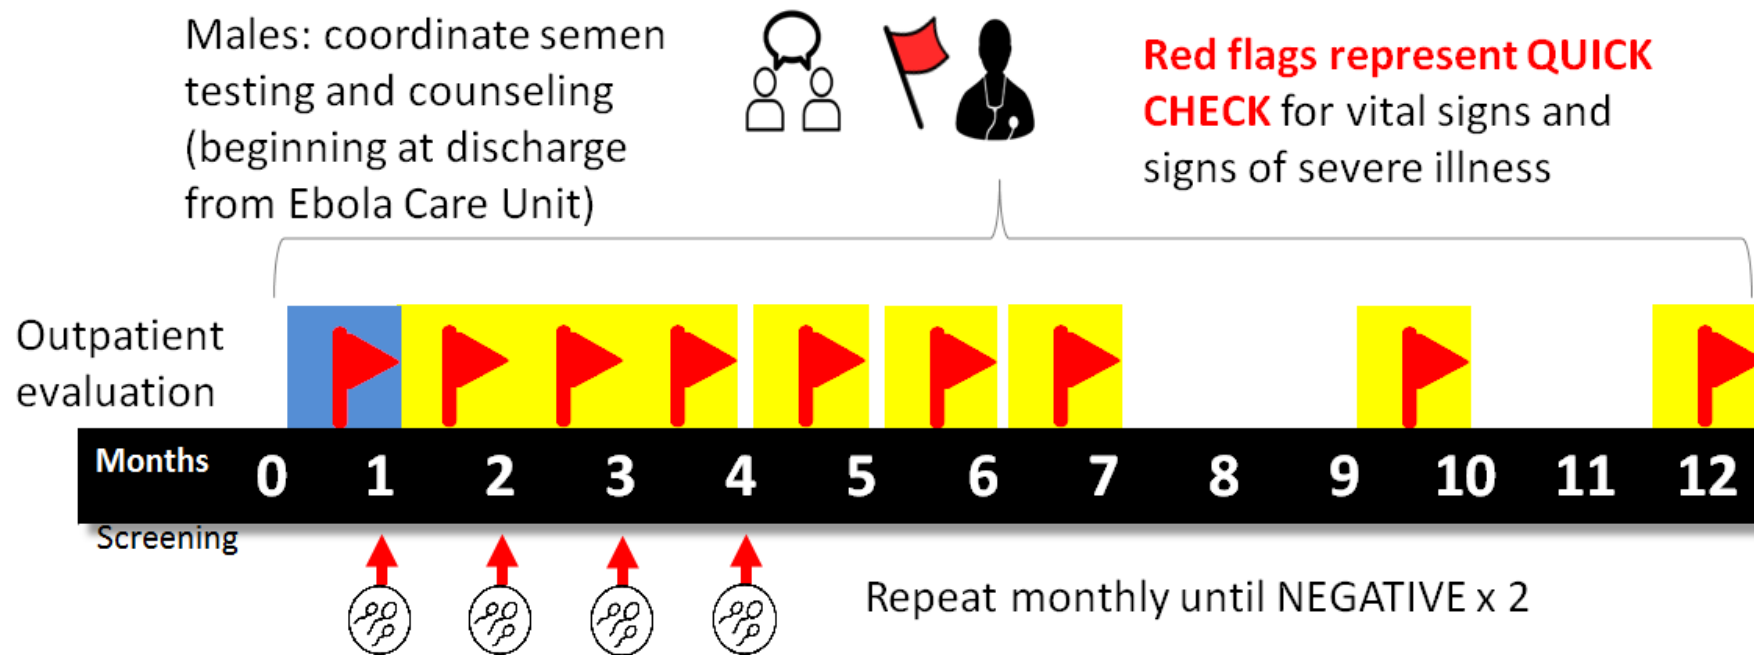 Males: coordinate semen
testing and counseling
(beginning at discharge
from Ebola Care Unit)
Red flags represent QUICK
CHECK for vital signs and
signs of severe illness
Outpatient
evaluation
Months 0 1 2 3 4 5 6 7 8 9 10 11 12
Screening
Repeat monthly until NEGATIVE x 2